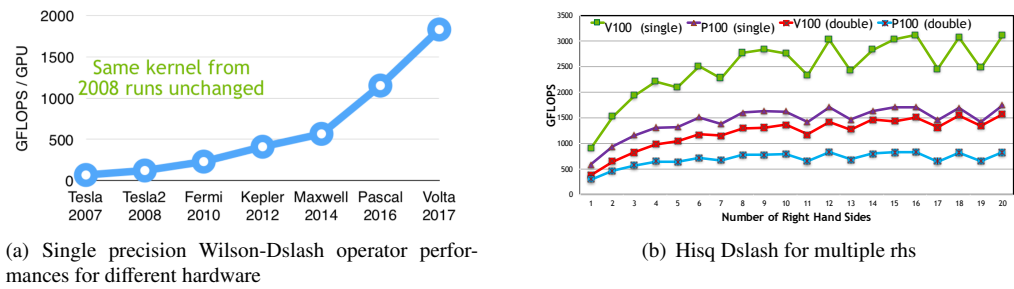 2000
1500
1000
500
0
GFLOPS / GPU
Same kernel from
2008 runs unchanged
Tesla Tesla2 Fermi Kepler Maxwell Pascal Volta
2007 2008 2010 2012 2014 2016 2017
(a) Single precision Wilson-Dslash operator perfor-
mances for different hardware
3500
3000
2500
2000
1500
1000
500
0
GFLOPS
V100 (single) P100 (single) V100 (double) P100 (double)
1 2 3 4 5 6 7 8 9 10 11 12 13 14 15 16 17 18 19 20
Number of Right Hand Sides
(b) Hisq Dslash for multiple rhs